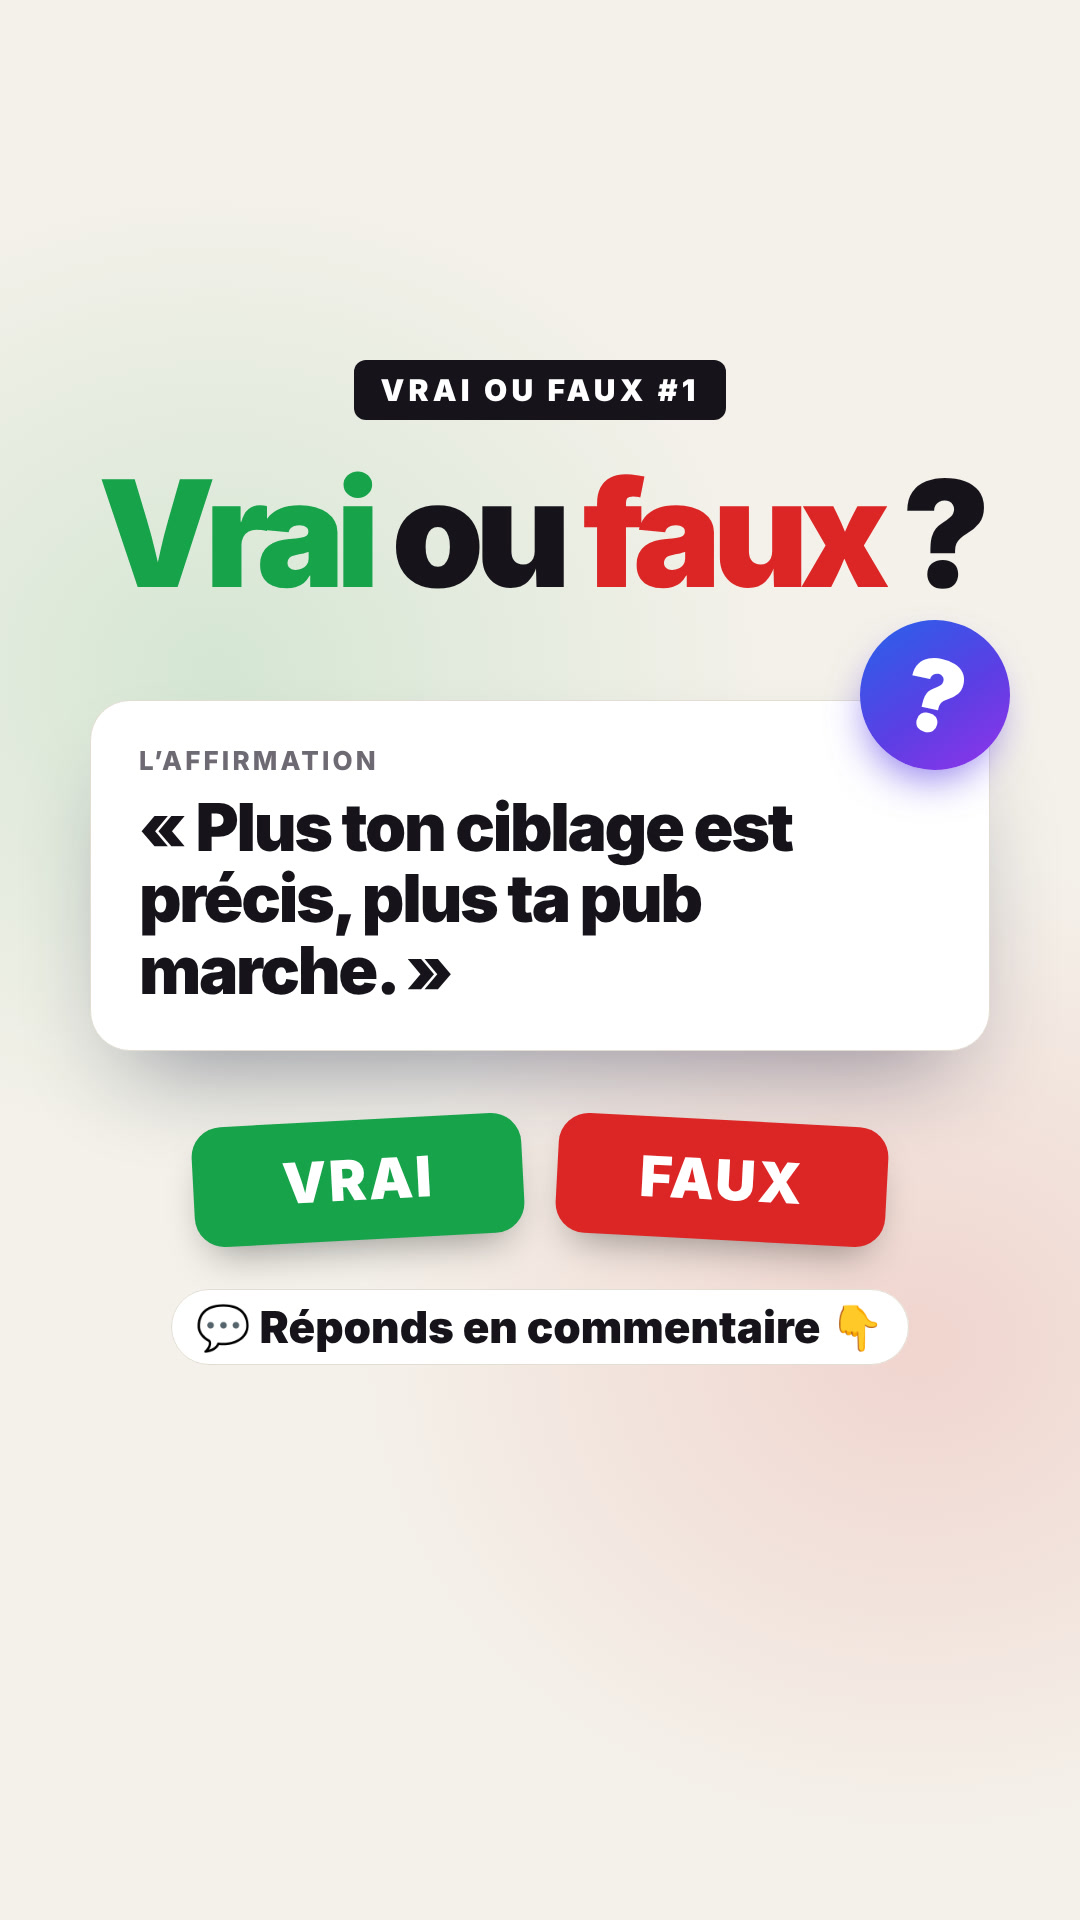 VRAI OU FAUX #1
Vrai ou faux ?
?
L’AFFIRMATION
« Plus ton ciblage est
précis, plus ta pub
marche. »
VRAI
FAUX
💬 Réponds en commentaire 👇